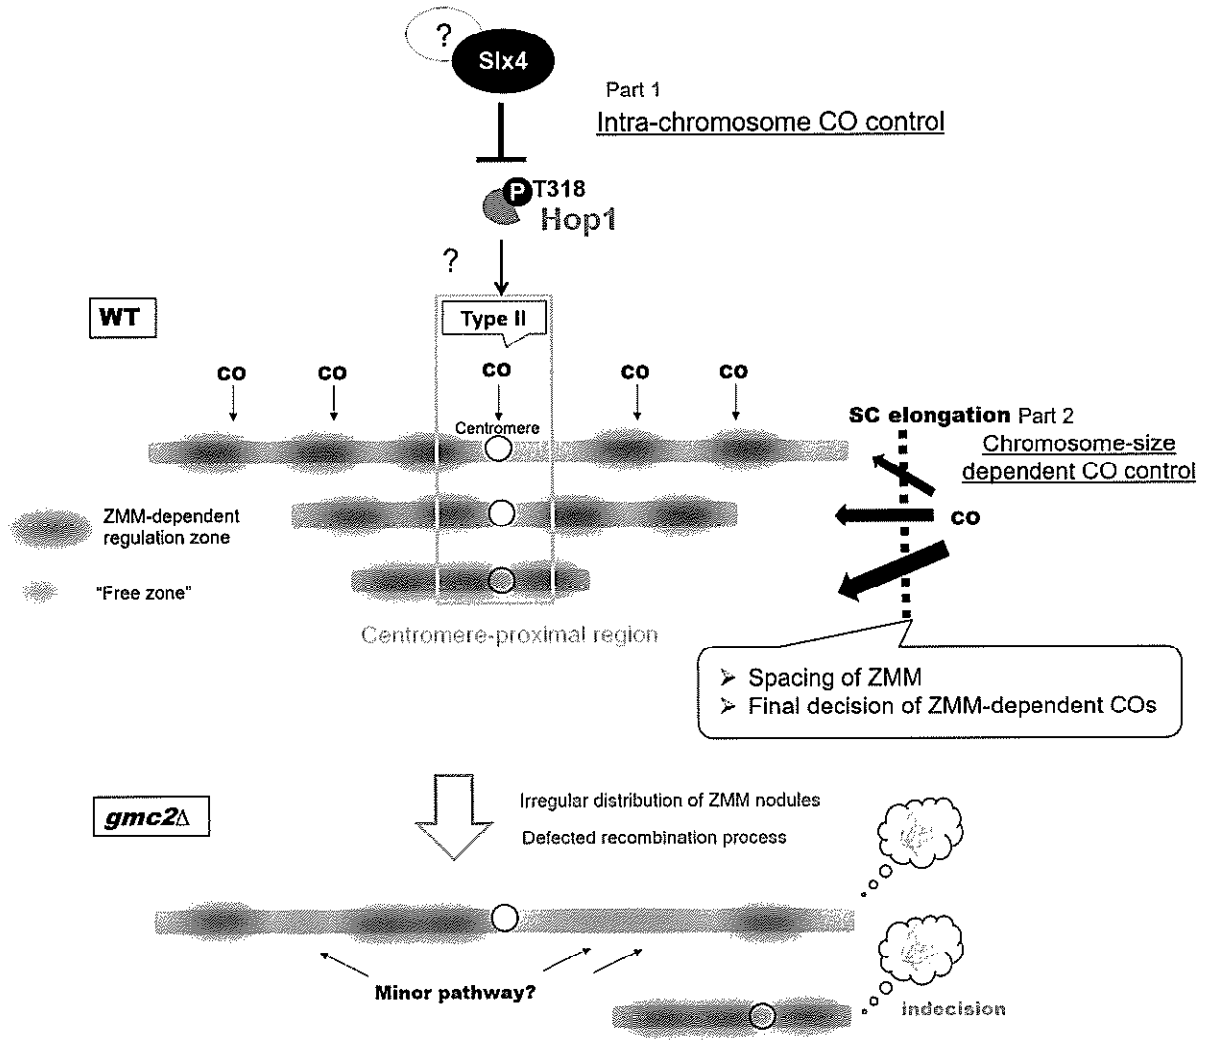 ?
Slx4
Part 1
Intra-chromosome CO control
P T318
Hop1
?
WT
Type II
CO CO CO CO CO
Centromere
SC elongation Part 2
Chromosome-size
dependent CO control
CO
ZMM-dependent
regulation zone
"Free zone"
Centromere-proximal region
➢ Spacing of ZMM
➢ Final decision of ZMM-dependent COs
gmc2Δ
Irregular distribution of ZMM nodules
Defected recombination process
Minor pathway?
indecision